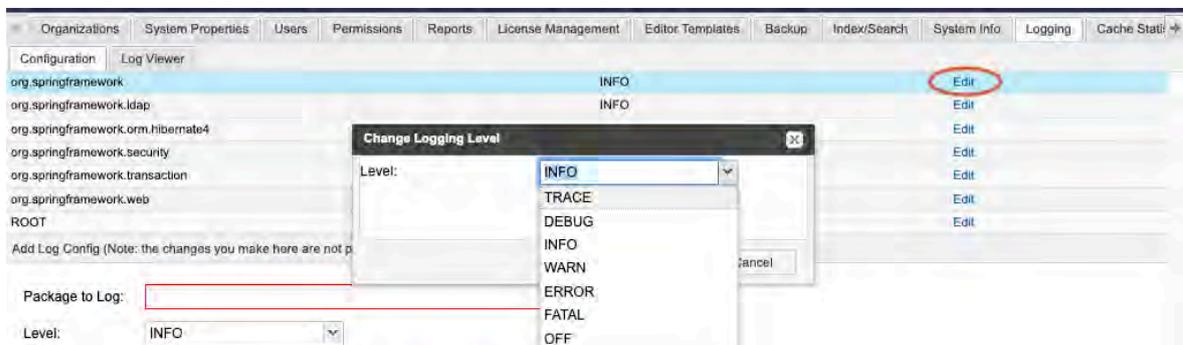 Organizations System Properties Users Permissions Reports License Management Editor Templates Backup Index/Search System Info Logging Cache Statis
Configuration Log Viewer
org.springframework INFO Edit
org.springframework.ldap INFO Edit
org.springframework.orm.hibernate4 Edit
org.springframework.security Edit
org.springframework.transaction Edit
org.springframework.web Edit
ROOT Edit
Add Log Config (Note: the changes you make here are not p
Change Logging Level
Level: INFO
TRACE
DEBUG
INFO
WARN
ERROR
FATAL
OFF
Cancel
Package to Log:
Level: INFO